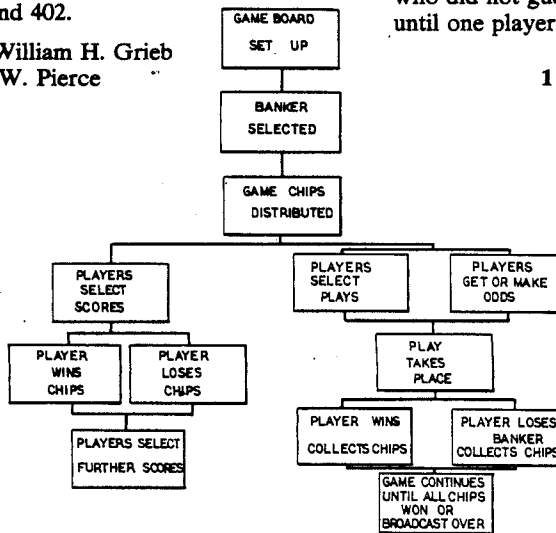 nd 402.
William H. Grieb
W. Pierce
who did not
until one player
1
GAME BOARD
SET UP
BANKER
SELECTED
GAME CHIPS
DISTRIBUTED
PLAYERS
SELECT
SCORES
PLAYERS
SELECT
PLAYS
PLAYERS
GET OR MAKE
ODDS
PLAYER
WINS
CHIPS
PLAYER
LOSES
CHIPS
PLAY
TAKES
PLACE
PLAYERS SELECT
FURTHER SCORES
PLAYER WINS
COLLECTS CHIPS
PLAYER LOSES
BANKER
COLLECTS CHIPS
GAME CONTINUES
UNTIL ALL CHIPS
WON OR
BROADCAST OVER